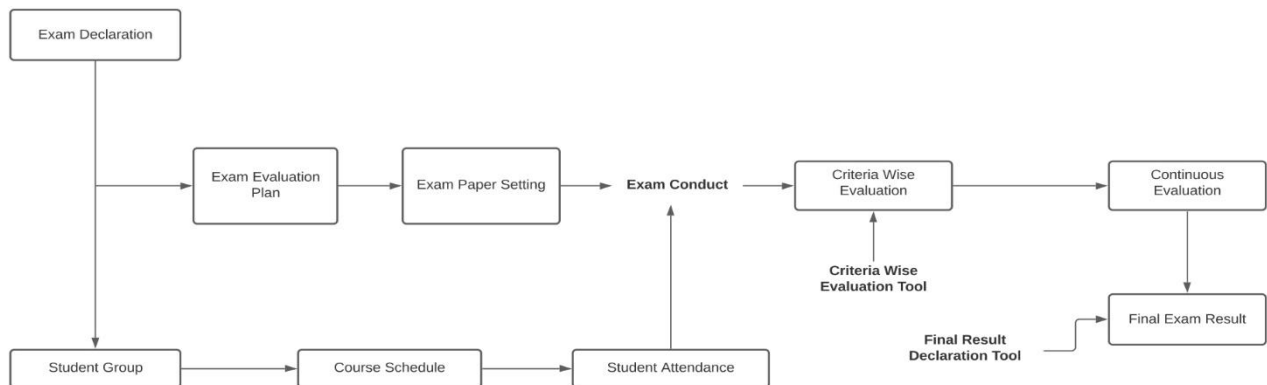 Exam Declaration
Exam Evaluation
Plan
Exam Paper Setting
Exam Conduct
Criteria Wise
Evaluation
Continuous
Evaluation
Criteria Wise
Evaluation Tool
Final Exam Result
Final Result
Declaration Tool
Student Group
Course Schedule
Student Attendance